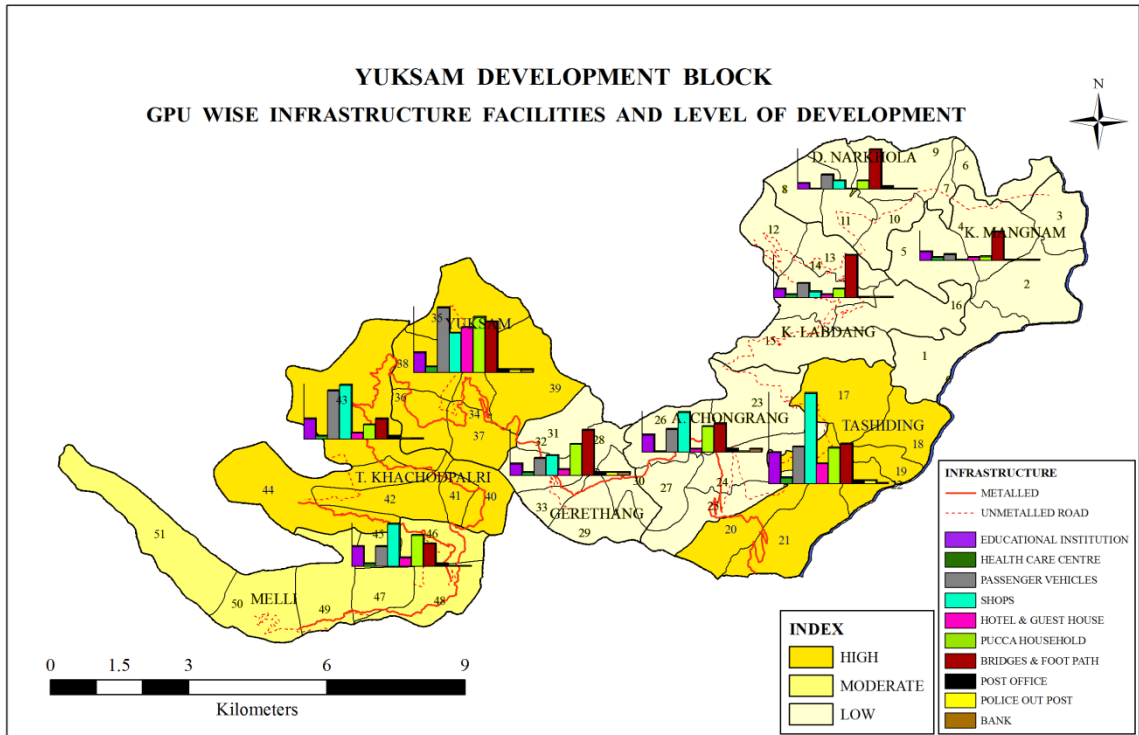 YUKSAM DEVELOPMENT BLOCK
GPU WISE INFRASTRUCTURE FACILITIES AND LEVEL OF DEVELOPMENT
N
D. NARKHOLA
9
6
8
7
3
11
10
4
K. MANGNAM
12
5
13
14
2
16
K. LABDANG
15
1
35
YUKSAM
38
39
36
34
37
43
23
17
TASHIDING
26
A. CHONGRANG
18
31
28
32
19
22
T. KHACHODPALRI
44
42
41
40
30
27
24
33
GERETHANG
25
29
20
21
51
45
46
50
MELLI
49
47
48
0 1.5 3 6 9
Kilometers
INDEX
HIGH
MODERATE
LOW
INFRASTRUCTURE
METALLED
UNMETALLED ROAD
EDUCATIONAL INSTITUTION
HEALTH CARE CENTRE
PASSENGER VEHICLES
SHOPS
HOTEL & GUEST HOUSE
PUCCA HOUSEHOLD
BRIDGES & FOOT PATH
POST OFFICE
POLICE OUT POST
BANK